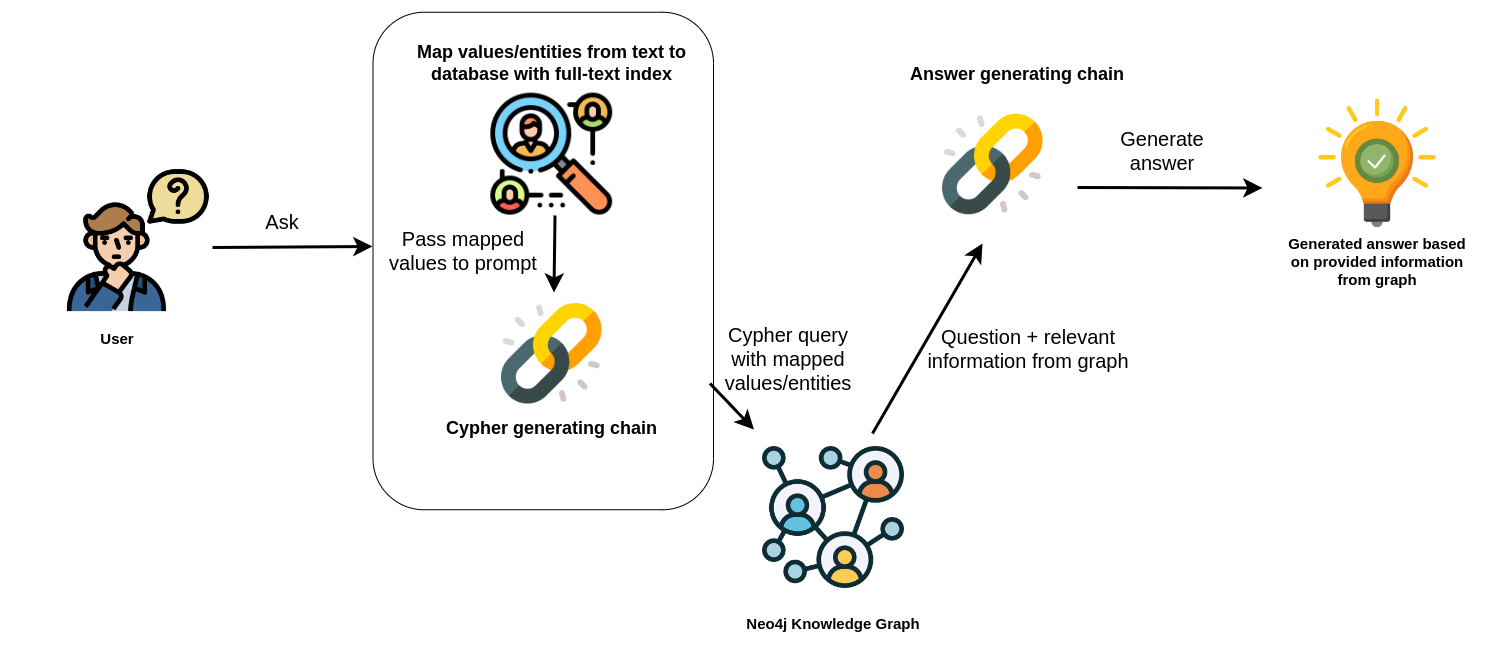 Map values/entities from text to
database with full-text index
Answer generating chain
Generate
answer
?
Ask
Pass mapped
values to prompt
Generated answer based
on provided information
from graph
User
Cypher query
with mapped
values/entities
Question + relevant
information from graph
Cypher generating chain
Neo4j Knowledge Graph